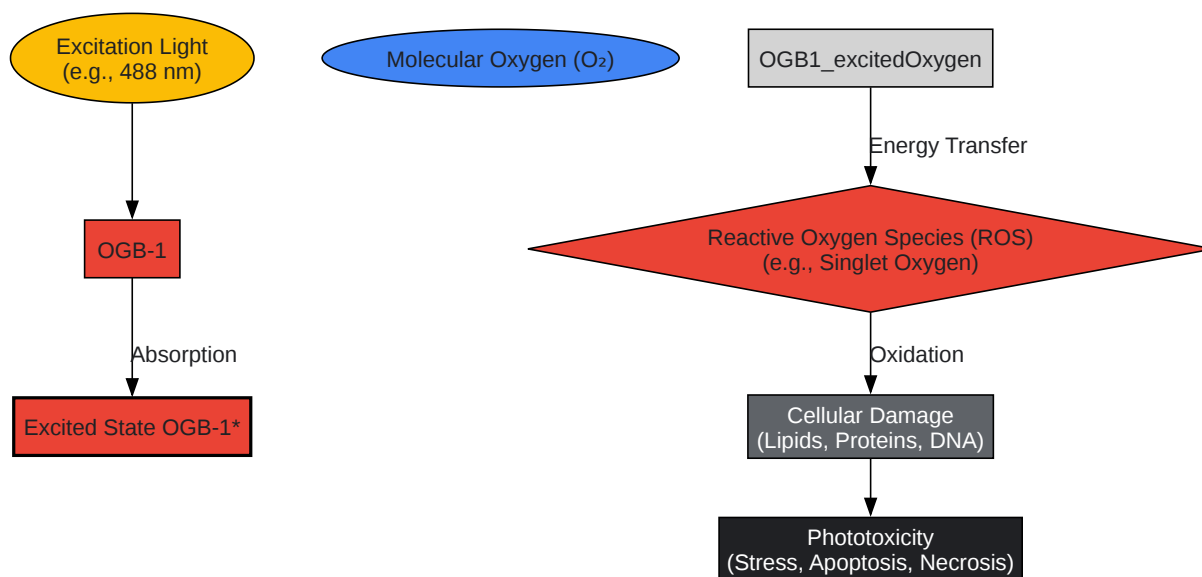 Excitation Light
(e.g., 488 nm)
Molecular Oxygen (O₂)
OGB1_excitedOxygen
Energy Transfer
OGB-1
Reactive Oxygen Species (ROS)
(e.g., Singlet Oxygen)
Absorption
Oxidation
Excited State OGB-1*
Cellular Damage
(Lipids, Proteins, DNA)
Phototoxicity
(Stress, Apoptosis, Necrosis)